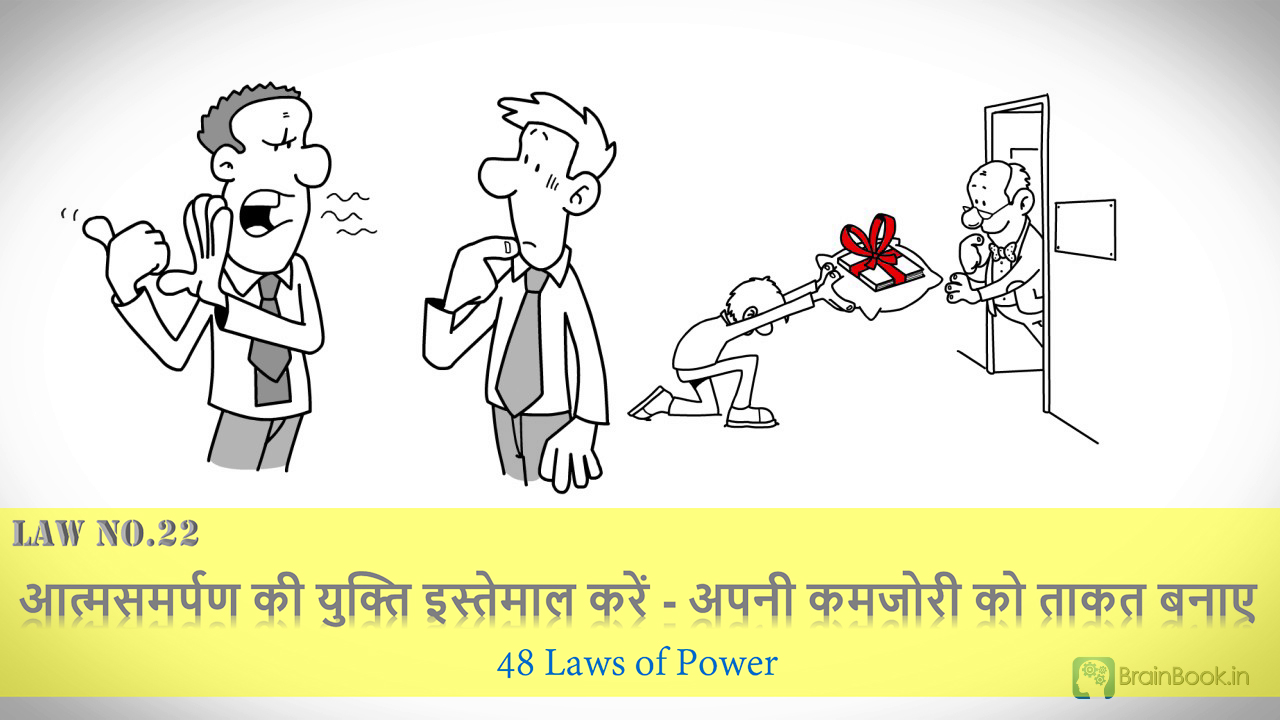 LAW NO.22
आत्मसमर्पण की युक्ति इस्तेमाल करें - अपनी कमजोरी को ताकत बनाए
48 Laws of Power
BrainBook.in